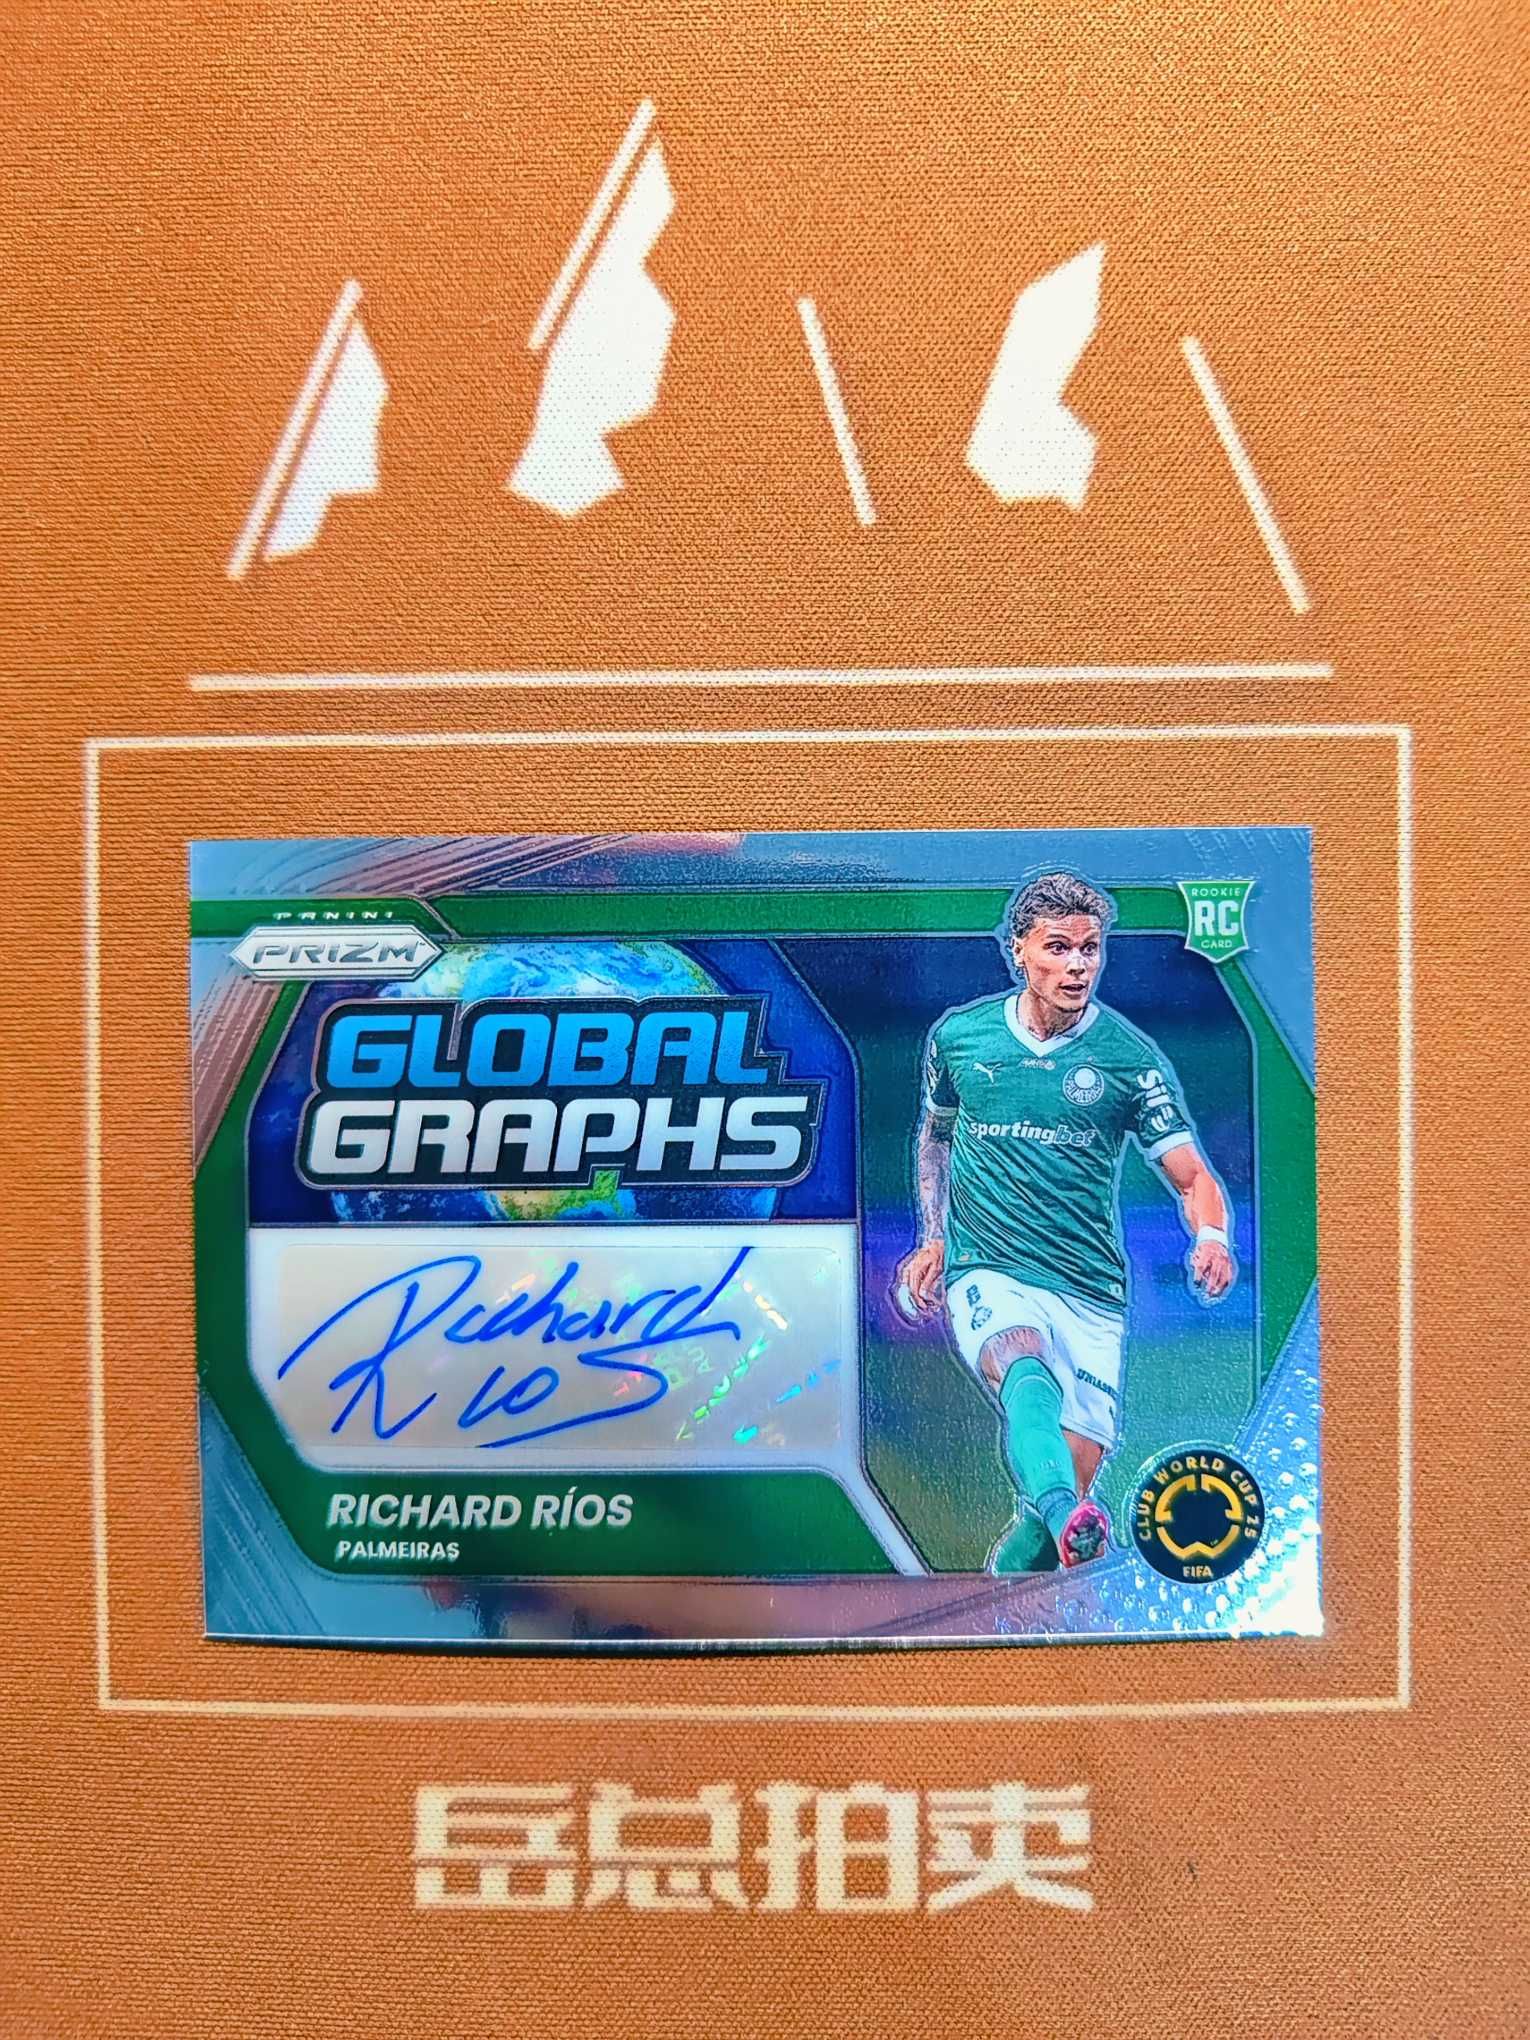 PANINI
PRIZM
ROOKIE
RC
CARD
GLOBAL
GRAPHS
sportingbet
Richard
Rios
RICHARD RÍOS
PALMEIRAS
CLUB WORLD CUP 25
FIFA
岳总拍卖